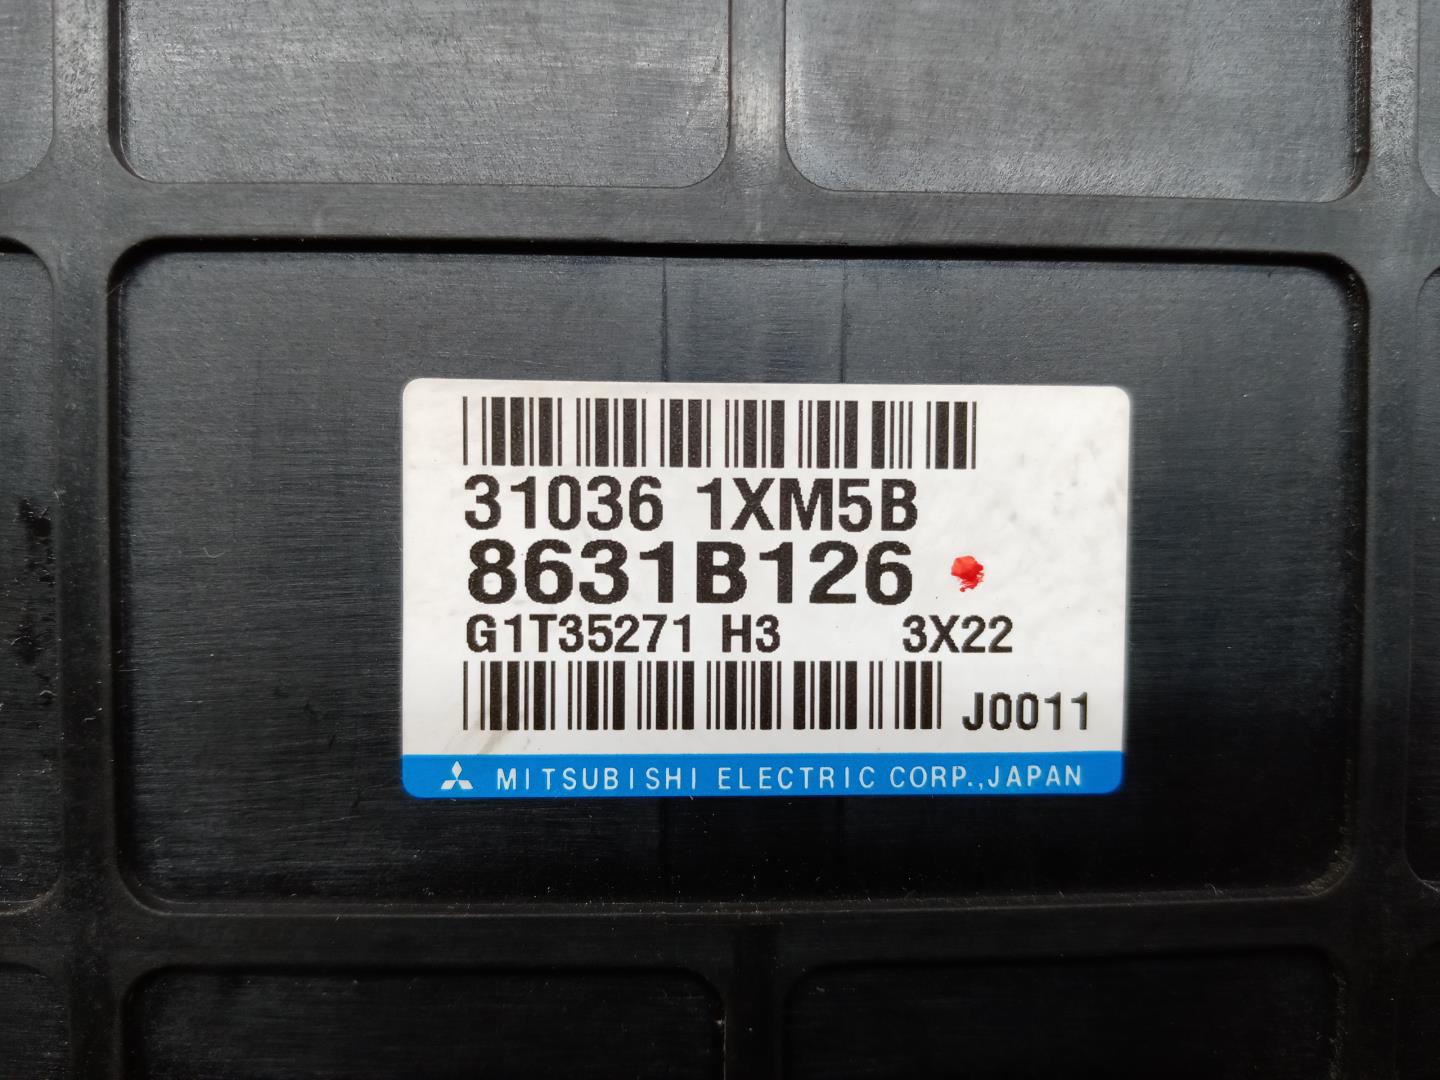 31036 1XM5B
8631B126
G1T35271 H3 3X22
J0011
MITSUBISHI ELECTRIC CORP., JAPAN